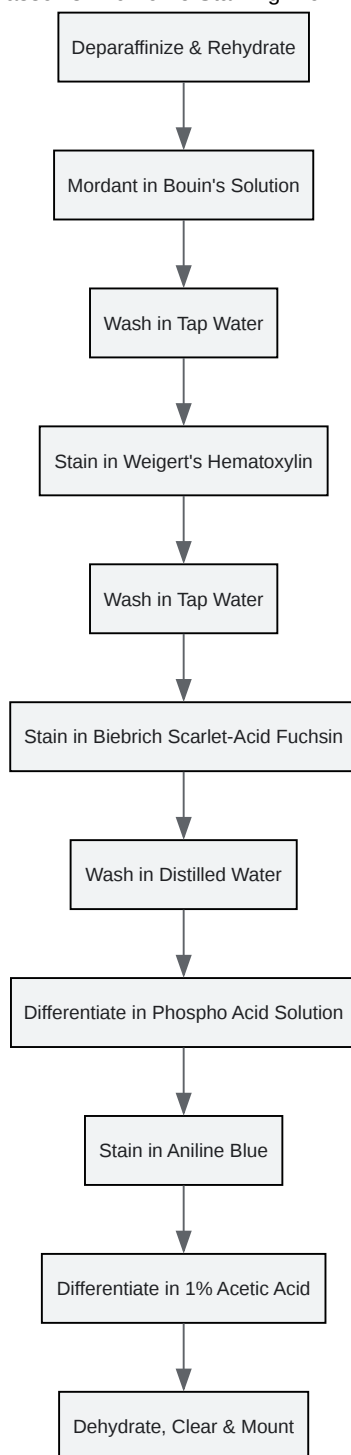 Deparaffinize & Rehydrate
Mordant in Bouin's Solution
Wash in Tap Water
Stain in Weigert's Hematoxylin
Wash in Tap Water
Stain in Biebrich Scarlet-Acid Fuchsin
Wash in Distilled Water
Differentiate in Phospho Acid Solution
Stain in Aniline Blue
Differentiate in 1% Acetic Acid
Dehydrate, Clear & Mount